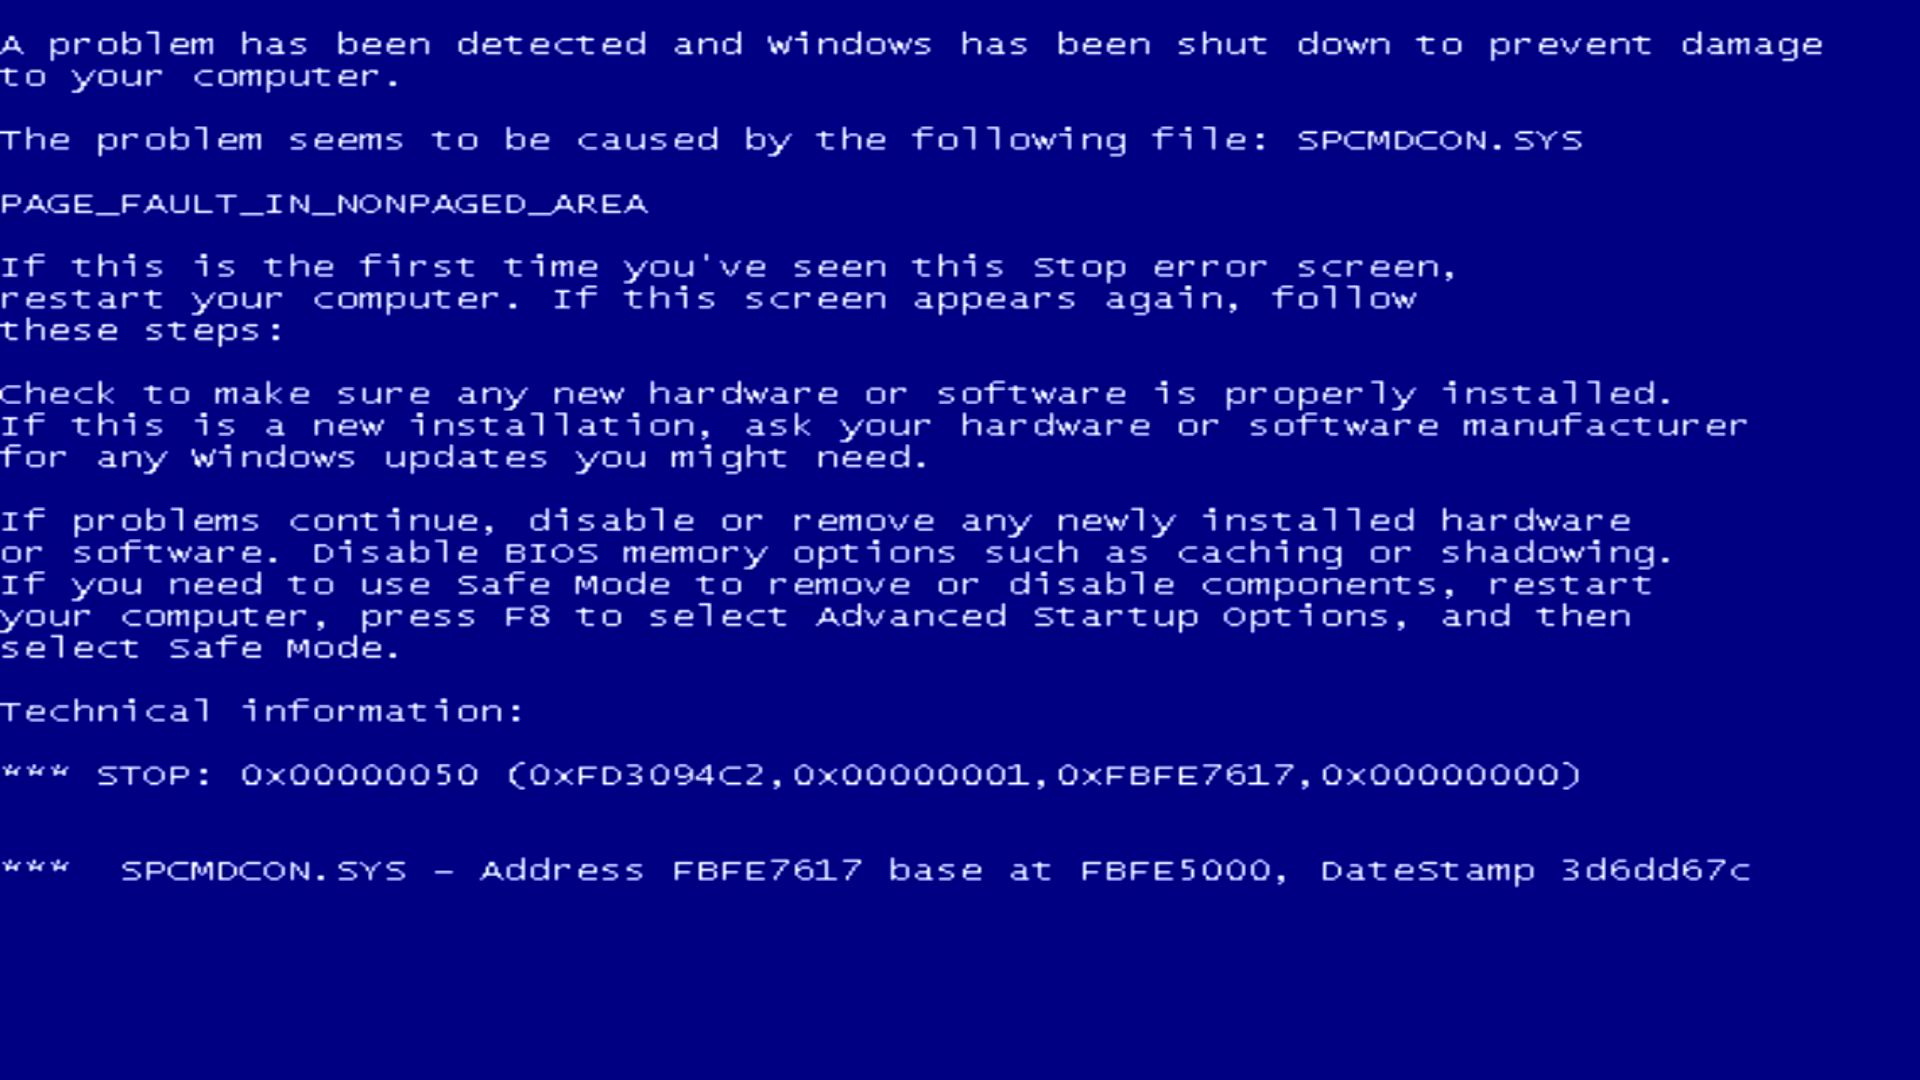 A problem has been detected and Windows has been shut down to prevent damage
to your computer.
The problem seems to be caused by the following file: SPCMDCON.SYS
PAGE_FAULT_IN_NONPAGED_AREA
If this is the first time you've seen this Stop error screen,
restart your computer. If this screen appears again, follow
these steps:
Check to make sure any new hardware or software is properly installed.
If this is a new installation, ask your hardware or software manufacturer
for any Windows updates you might need.
If problems continue, disable or remove any newly installed hardware
or software. Disable BIOS memory options such as caching or shadowing.
If you need to use Safe Mode to remove or disable components, restart
your computer, press F8 to select Advanced Startup Options, and then
select Safe Mode.
Technical information:
*** STOP: 0x00000050 (0xFD3094C2,0x00000001,0xFBFE7617,0x00000000)
***  SPCMDCON.SYS - Address FBFE7617 base at FBFE5000, DateStamp 3d6dd67c